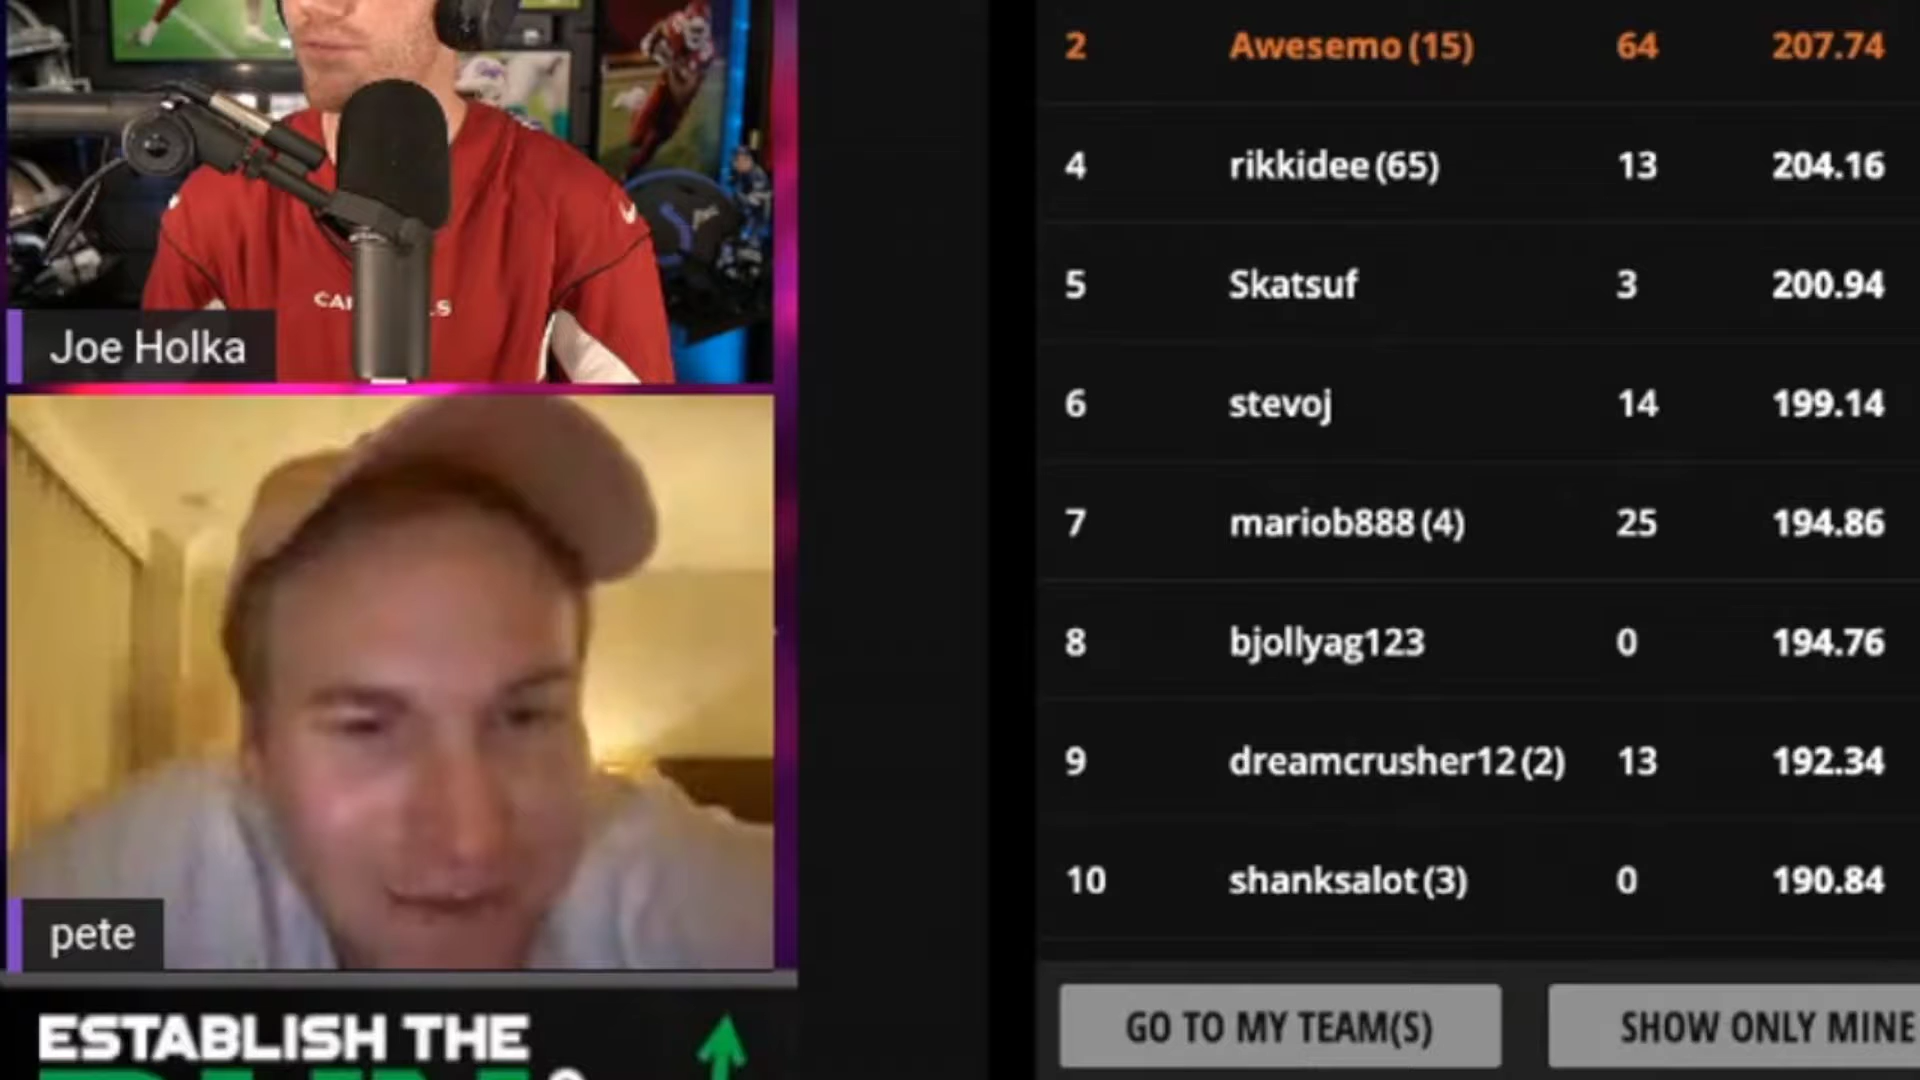 2 Awesemo (15) 64 207.74
4 rikkidee (65) 13 204.16
5 Skatsuf 3 200.94
6 stevoj 14 199.14
7 mariob888 (4) 25 194.86
8 bjollyag123 0 194.76
9 dreamcrusher12 (2) 13 192.34
10 shanksalot (3) 0 190.84
GO TO MY TEAM(S) SHOW ONLY MINE
Joe Holka
pete
ESTABLISH THE